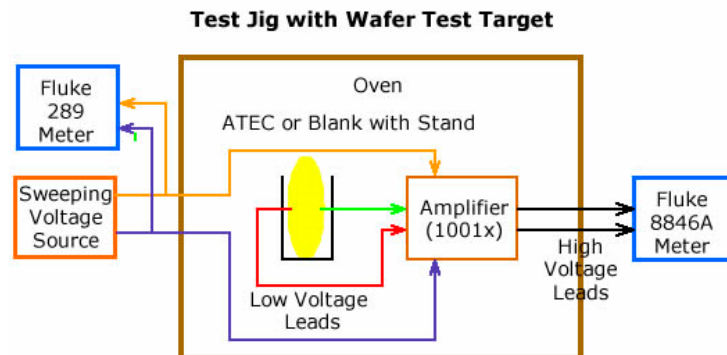 Test Jig with Wafer Test Target
Fluke
289
Meter
Oven
ATEC or Blank with Stand
Sweeping
Voltage
Source
Amplifier
(1001x)
Fluke
8846A
Meter
High
Voltage
Leads
Low Voltage
Leads